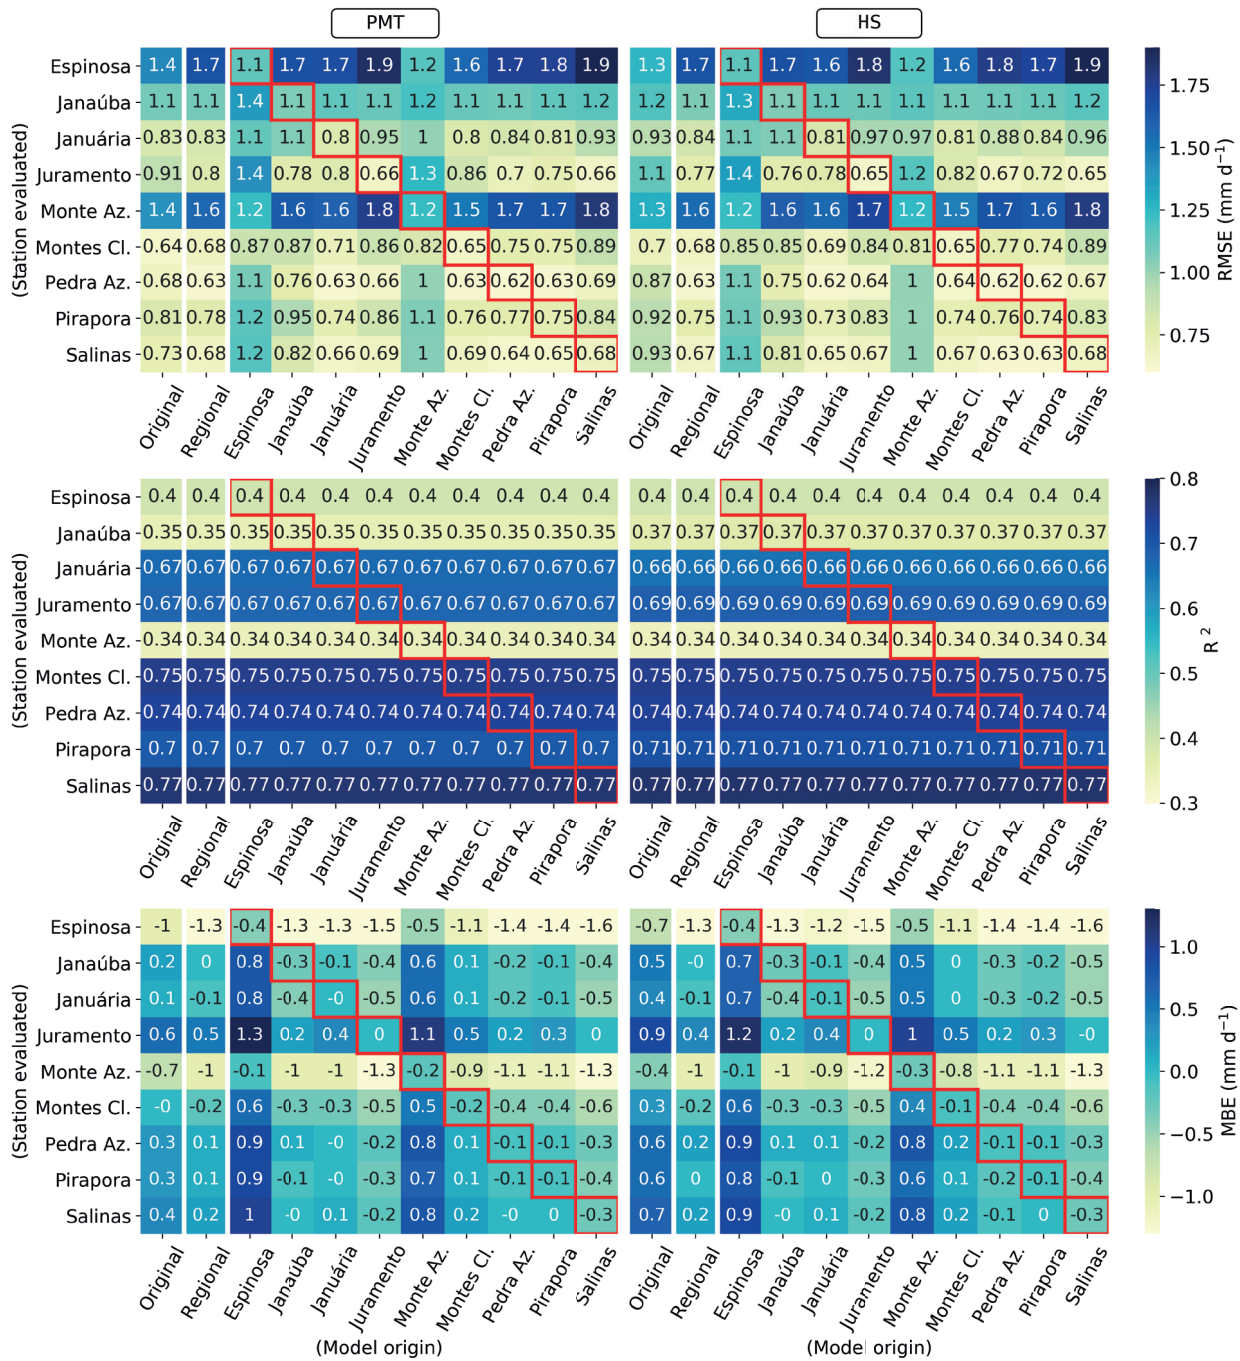 PMT HS
Espinosa 1.4 1.7 1.1 1.7 1.7 1.9 1.2 1.6 1.7 1.8 1.9 1.3 1.7 1.1 1.7 1.6 1.8 1.2 1.6 1.8 1.7 1.9
Janaúba 1.1 1.1 1.4 1.1 1.1 1.1 1.2 1.1 1.1 1.1 1.2 1.2 1.1 1.3 1.1 1.1 1.1 1.1 1.1 1.1 1.1 1.2
Januária 0.83 0.83 1.1 1.1 0.8 0.95 1 0.8 0.84 0.81 0.93 0.93 0.84 1.1 1.1 0.81 0.97 0.97 0.81 0.88 0.84 0.96
Juramento 0.91 0.8 1.4 0.78 0.8 0.66 1.3 0.86 0.7 0.75 0.66 1.1 0.77 1.4 0.76 0.78 0.65 1.2 0.82 0.67 0.72 0.65
Monte Az. 1.4 1.6 1.2 1.6 1.6 1.8 1.2 1.5 1.7 1.7 1.8 1.3 1.6 1.2 1.6 1.6 1.7 1.2 1.5 1.7 1.6 1.8
Montes Cl. 0.64 0.68 0.87 0.87 0.71 0.86 0.82 0.65 0.75 0.75 0.89 0.7 0.68 0.85 0.85 0.69 0.84 0.81 0.65 0.77 0.74 0.89
Pedra Az. 0.68 0.63 1.1 0.76 0.63 0.66 1 0.63 0.62 0.63 0.69 0.87 0.63 1.1 0.75 0.62 0.64 1 0.64 0.62 0.62 0.67
Pirapora 0.81 0.78 1.2 0.95 0.74 0.86 1.1 0.76 0.77 0.75 0.84 0.92 0.75 1.1 0.93 0.73 0.83 1 0.74 0.76 0.74 0.83
Salinas 0.73 0.68 1.2 0.82 0.66 0.69 1 0.69 0.64 0.65 0.68 0.93 0.67 1.1 0.81 0.65 0.67 1 0.67 0.63 0.63 0.68
(Station evaluated)
Original Regional Espinosa Janaúba Januária Juramento Monte Az. Montes Cl. Pedra Az. Pirapora Salinas Original Regional Espinosa Janaúba Januária Juramento Monte Az. Montes Cl. Pedra Az. Pirapora Salinas
1.75
1.50
1.25
1.00
0.75
RMSE (mm d⁻¹)
Espinosa 0.4 0.4 0.4 0.4 0.4 0.4 0.4 0.4 0.4 0.4 0.4 0.4 0.4 0.4 0.4 0.4 0.4 0.4 0.4 0.4 0.4 0.4
Janaúba 0.35 0.35 0.35 0.35 0.35 0.35 0.35 0.35 0.35 0.35 0.35 0.37 0.37 0.37 0.37 0.37 0.37 0.37 0.37 0.37 0.37 0.37
Januária 0.67 0.67 0.67 0.67 0.67 0.67 0.67 0.67 0.67 0.67 0.67 0.66 0.66 0.66 0.66 0.66 0.66 0.66 0.66 0.66 0.66 0.66
Juramento 0.67 0.67 0.67 0.67 0.67 0.67 0.67 0.67 0.67 0.67 0.67 0.69 0.69 0.69 0.69 0.69 0.69 0.69 0.69 0.69 0.69 0.69
Monte Az. 0.34 0.34 0.34 0.34 0.34 0.34 0.34 0.34 0.34 0.34 0.34 0.34 0.34 0.34 0.34 0.34 0.34 0.34 0.34 0.34 0.34 0.34
Montes Cl. 0.75 0.75 0.75 0.75 0.75 0.75 0.75 0.75 0.75 0.75 0.75 0.75 0.75 0.75 0.75 0.75 0.75 0.75 0.75 0.75 0.75 0.75
Pedra Az. 0.74 0.74 0.74 0.74 0.74 0.74 0.74 0.74 0.74 0.74 0.74 0.74 0.74 0.74 0.74 0.74 0.74 0.74 0.74 0.74 0.74 0.74
Pirapora 0.7 0.7 0.7 0.7 0.7 0.7 0.7 0.7 0.7 0.7 0.7 0.71 0.71 0.71 0.71 0.71 0.71 0.71 0.71 0.71 0.71 0.71
Salinas 0.77 0.77 0.77 0.77 0.77 0.77 0.77 0.77 0.77 0.77 0.77 0.77 0.77 0.77 0.77 0.77 0.77 0.77 0.77 0.77 0.77 0.77
(Station evaluated)
Original Regional Espinosa Janaúba Januária Juramento Monte Az. Montes Cl. Pedra Az. Pirapora Salinas Original Regional Espinosa Janaúba Januária Juramento Monte Az. Montes Cl. Pedra Az. Pirapora Salinas
0.8
0.7
0.6
0.5
0.4
0.3
R²
Espinosa -1 -1.3 -0.4 -1.3 -1.3 -1.5 -0.5 -1.1 -1.4 -1.4 -1.6 -0.7 -1.3 -0.4 -1.3 -1.2 -1.5 -0.5 -1.1 -1.4 -1.4 -1.6
Janaúba 0.2 0 0.8 -0.3 -0.1 -0.4 0.6 0.1 -0.2 -0.1 -0.4 0.5 -0 0.7 -0.3 -0.1 -0.4 0.5 0 -0.3 -0.2 -0.5
Januária 0.1 -0.1 0.8 -0.4 -0 -0.5 0.6 0.1 -0.2 -0.1 -0.5 0.4 -0.1 0.7 -0.4 -0.1 -0.5 0.5 0 -0.3 -0.2 -0.5
Juramento 0.6 0.5 1.3 0.2 0.4 0 1.1 0.5 0.2 0.3 0 0.9 0.4 1.2 0.2 0.4 0 1 0.5 0.2 0.3 -0
Monte Az. -0.7 -1 -0.1 -1 -1 -1.3 -0.2 -0.9 -1.1 -1.1 -1.3 -0.4 -1 -0.1 -1 -0.9 -1.2 -0.3 -0.8 -1.1 -1.1 -1.3
Montes Cl. -0 -0.2 0.6 -0.3 -0.3 -0.5 0.5 -0.2 -0.4 -0.4 -0.6 0.3 -0.2 0.6 -0.3 -0.3 -0.5 0.4 -0.1 -0.4 -0.4 -0.6
Pedra Az. 0.3 0.1 0.9 0.1 -0 -0.2 0.8 0.1 -0.1 -0.1 -0.3 0.6 0.2 0.9 0.1 0.1 -0.2 0.8 0.2 -0.1 -0.1 -0.3
Pirapora 0.3 0.1 0.9 -0.1 -0 -0.3 0.7 0.1 -0.1 -0.1 -0.4 0.6 0 0.8 -0.1 0 -0.3 0.6 0.1 -0.2 -0.1 -0.4
Salinas 0.4 0.2 1 -0 0.1 -0.2 0.8 0.2 -0 0 -0.3 0.7 0.2 0.9 -0 0.1 -0.2 0.8 0.2 -0.1 0 -0.3
(Station evaluated)
Original Regional Espinosa Janaúba Januária Juramento Monte Az. Montes Cl. Pedra Az. Pirapora Salinas Original Regional Espinosa Janaúba Januária Juramento Monte Az. Montes Cl. Pedra Az. Pirapora Salinas
1.0
0.5
0.0
−0.5
−1.0
MBE (mm d⁻¹)
(Model origin) (Model origin)